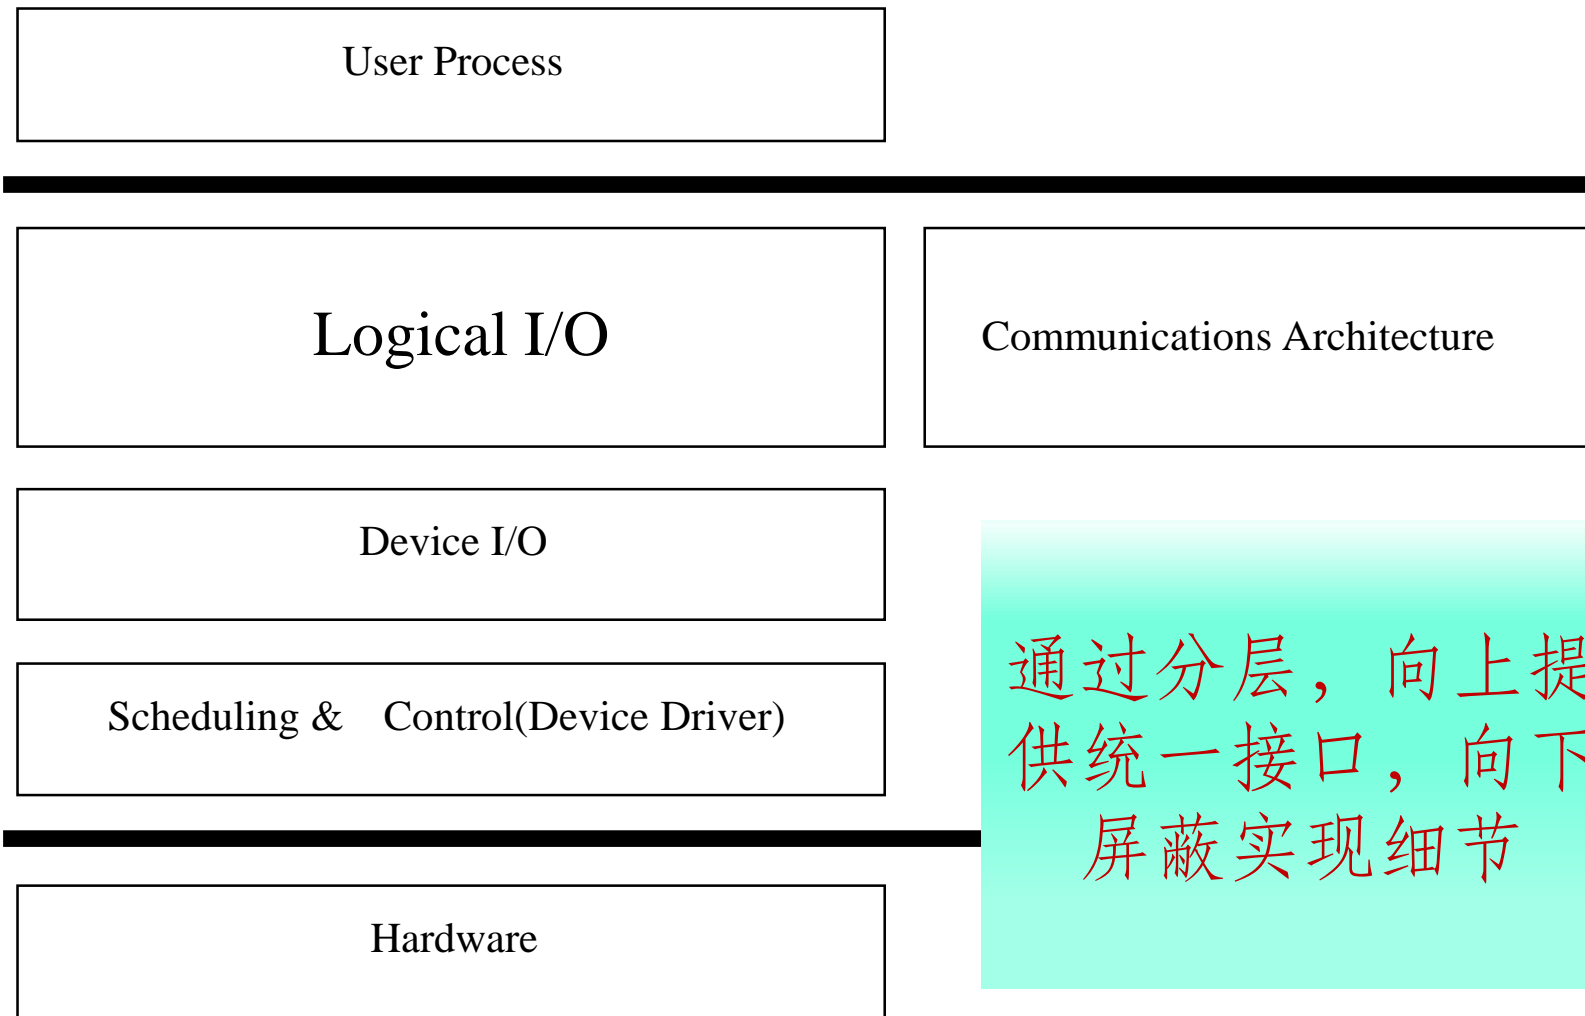 User Process
Logical I/O
Communications Architecture
Device I/O
Scheduling & Control(Device Driver)
通过分层，向上提
供统一接口，向下
屏蔽实现细节
Hardware